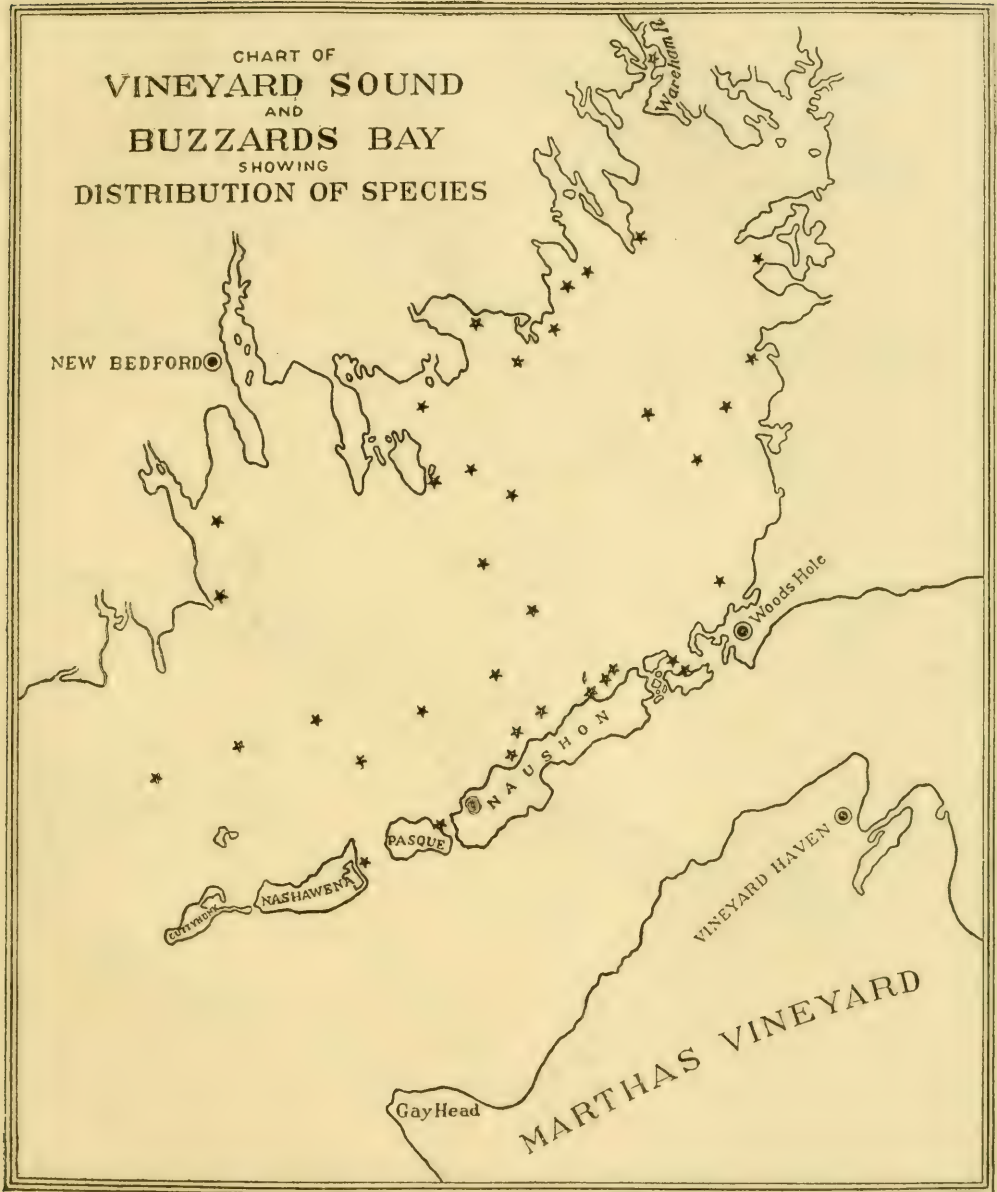 CHART OF
VINEYARD SOUND
AND
BUZZARDS BAY
SHOWING
DISTRIBUTION OF SPECIES
Wareham R.
NEW BEDFORD
Woods Hole
NAUSHON
PASQUE
NASHAWENA
CUTTYHUNK
VINEYARD HAVEN
MARTHAS VINEYARD
Gay Head